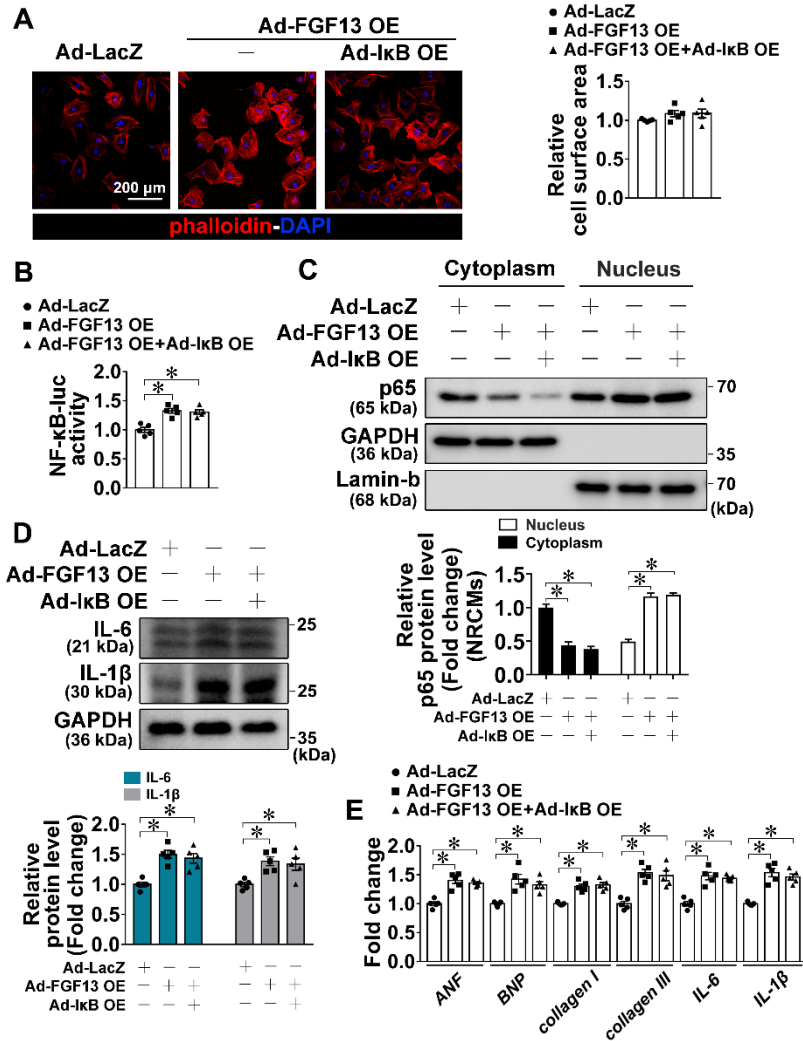 A
Ad-FGF13 OE
Ad-LacZ
—
Ad-IκB OE
200 μm
phalloidin-DAPI
● Ad-LacZ
■ Ad-FGF13 OE
▲ Ad-FGF13 OE+Ad-IκB OE
Relative
cell surface area
1.5
1.0
0.5
0.0
B
● Ad-LacZ
■ Ad-FGF13 OE
▲ Ad-FGF13 OE+Ad-IκB OE
NF-κB-luc
activity
2.0
1.5
1.0
0.5
0.0
*
*
C
Cytoplasm Nucleus
Ad-LacZ + — — + — —
Ad-FGF13 OE — + + — + +
Ad-IκB OE — — + — — +
p65
(65 kDa)
70
GAPDH
(36 kDa)
35
Lamin-b
(68 kDa)
70
(kDa)
Nucleus
Cytoplasm
Relative
p65 protein level
(Fold change)
(NRCMs)
1.5
1.0
0.5
0.0
* * * *
Ad-LacZ + — — + — —
Ad-FGF13 OE — + + — + +
Ad-IκB OE — — + — — +
D
Ad-LacZ + — —
Ad-FGF13 OE — + +
Ad-IκB OE — — +
IL-6
(21 kDa)
25
IL-1β
(30 kDa)
25
GAPDH
(36 kDa)
35
(kDa)
IL-6
IL-1β
Relative
protein level
(Fold change)
2.0
1.5
1.0
0.5
0.0
* * * *
Ad-LacZ + — — + — —
Ad-FGF13 OE — + + — + +
Ad-IκB OE — — + — — +
E
● Ad-LacZ
■ Ad-FGF13 OE
▲ Ad-FGF13 OE+Ad-IκB OE
Fold change
2.0
1.5
1.0
0.5
0.0
* * * * * * * * * * * *
ANF BNP collagen I collagen III IL-6 IL-1β